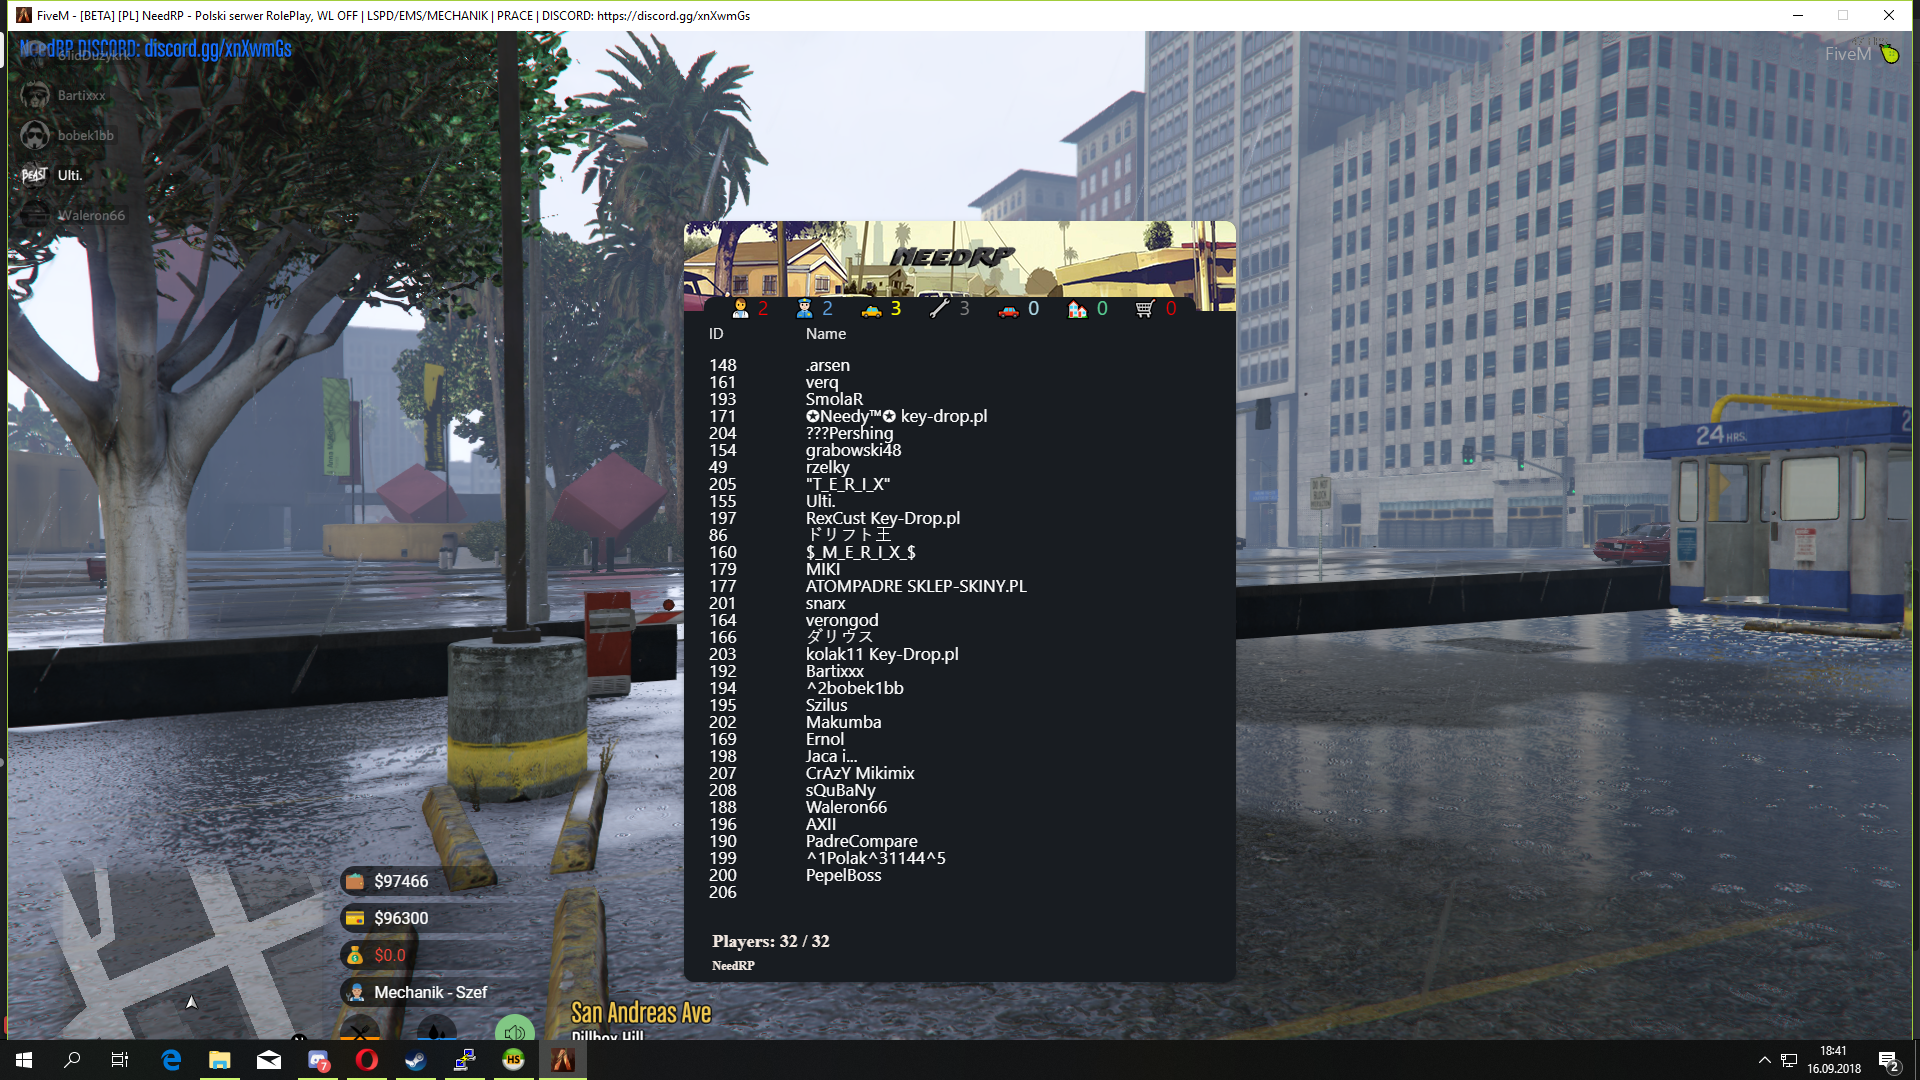 FiveM - [BETA] [PL] NeedRP - Polski serwer RolePlay, WL OFF | LSPD/EMS/MECHANIK | PRACE | DISCORD: https://discord.gg/xnXwmGs
NeedRP DISCORD: discord.gg/xnXwmGs
FiveM
Bartixxx
bobek1bb
BEAST Ulti.
Waleron66
NEEDRP
2 2 3 3 0 0 0
ID Name
148 .arsen
161 verq
193 SmolaR
171 ✪Needy™✪ key-drop.pl
204 ???Pershing
154 grabowski48
49 rzelky
205 "T_E_R_I_X"
155 Ulti.
197 RexCust Key-Drop.pl
86 ドリフト王
160 $_M_E_R_I_X_$
179 MIKI
177 ATOMPADRE SKLEP-SKINY.PL
201 snarx
164 verongod
166 ダリウス
203 kolak11 Key-Drop.pl
192 Bartixxx
194 ^2bobek1bb
195 Szilus
202 Makumba
169 Ernol
198 Jaca i...
207 CrAzY Mikimix
208 sQuBaNy
188 Waleron66
196 AXII
190 PadreCompare
199 ^1Polak^31144^5
200 PepelBoss
206
Players: 32 / 32
NeedRP
24 HRS.
$97466
$96300
$0.0
Mechanik - Szef
San Andreas Ave
Pillbox Hill
7
HS
18:41
16.09.2018
2